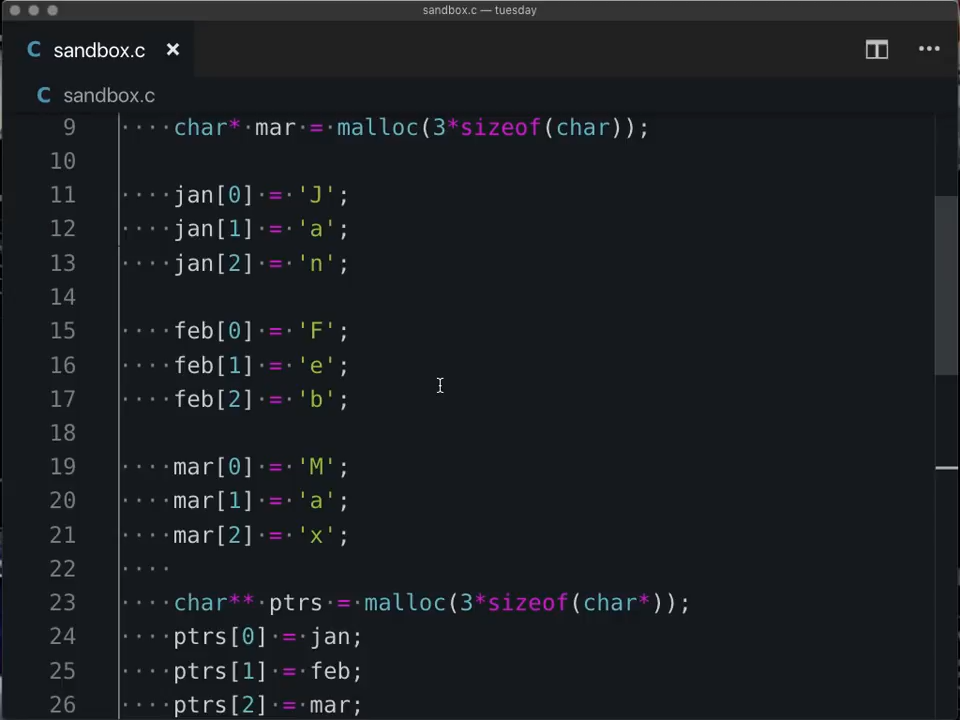 sandbox.c — tuesday
sandbox.c
sandbox.c
9 char* mar = malloc(3*sizeof(char));
10
11 jan[0] = 'J';
12 jan[1] = 'a';
13 jan[2] = 'n';
14
15 feb[0] = 'F';
16 feb[1] = 'e';
17 feb[2] = 'b';
18
19 mar[0] = 'M';
20 mar[1] = 'a';
21 mar[2] = 'x';
22
23 char** ptrs = malloc(3*sizeof(char*));
24 ptrs[0] = jan;
25 ptrs[1] = feb;
26 ptrs[2] = mar;